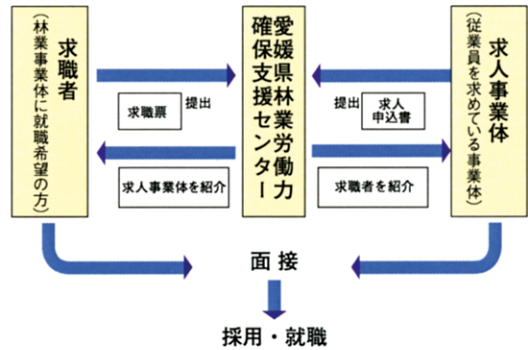 求職者
（林業事業体に就職希望の方）
求職票
提出
求人事業体を紹介
愛媛県林業労働力
確保支援センター
提出
求人
申込書
求職者を紹介
求人事業体
（従業員を求めている事業体）
面接
採用・就職